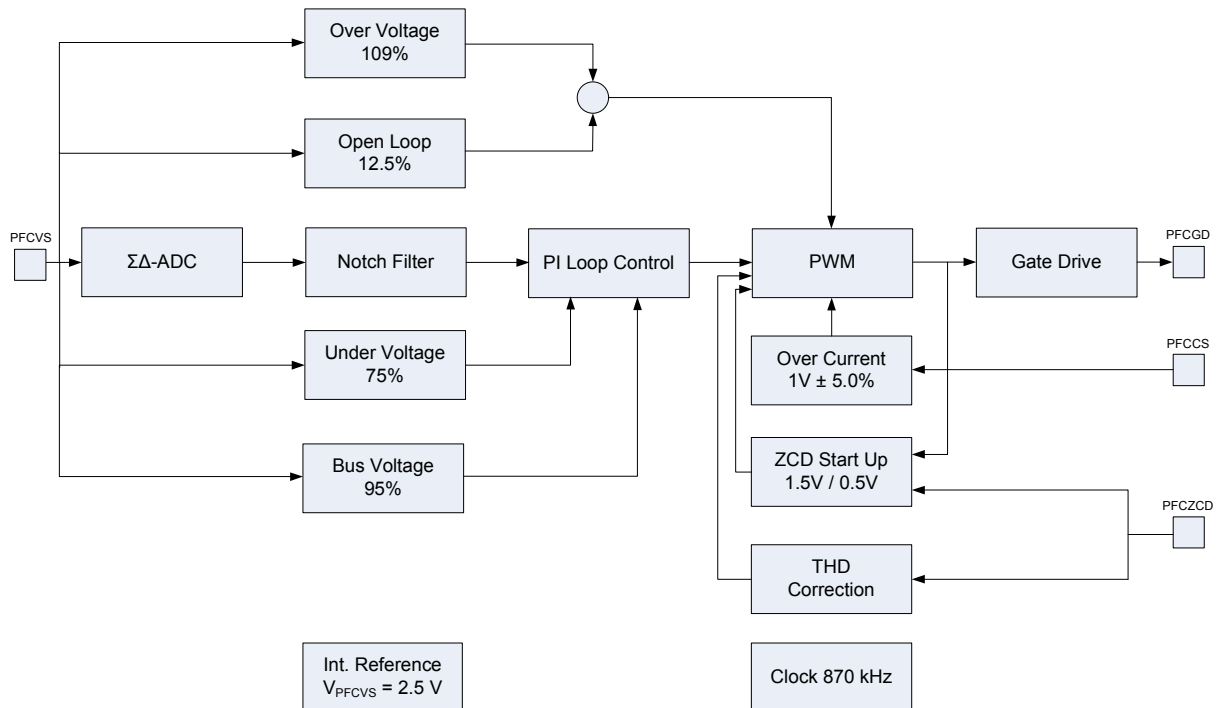 Over Voltage
109%
Open Loop
12.5%
PFCVS
ΣΔ-ADC
Notch Filter
PI Loop Control
PWM
Gate Drive
PFCGD
Under Voltage
75%
Over Current
1V ± 5.0%
PFCCS
Bus Voltage
95%
ZCD Start Up
1.5V / 0.5V
PFCZCD
THD
Correction
Int. Reference
VPFCVS = 2.5 V
Clock 870 kHz